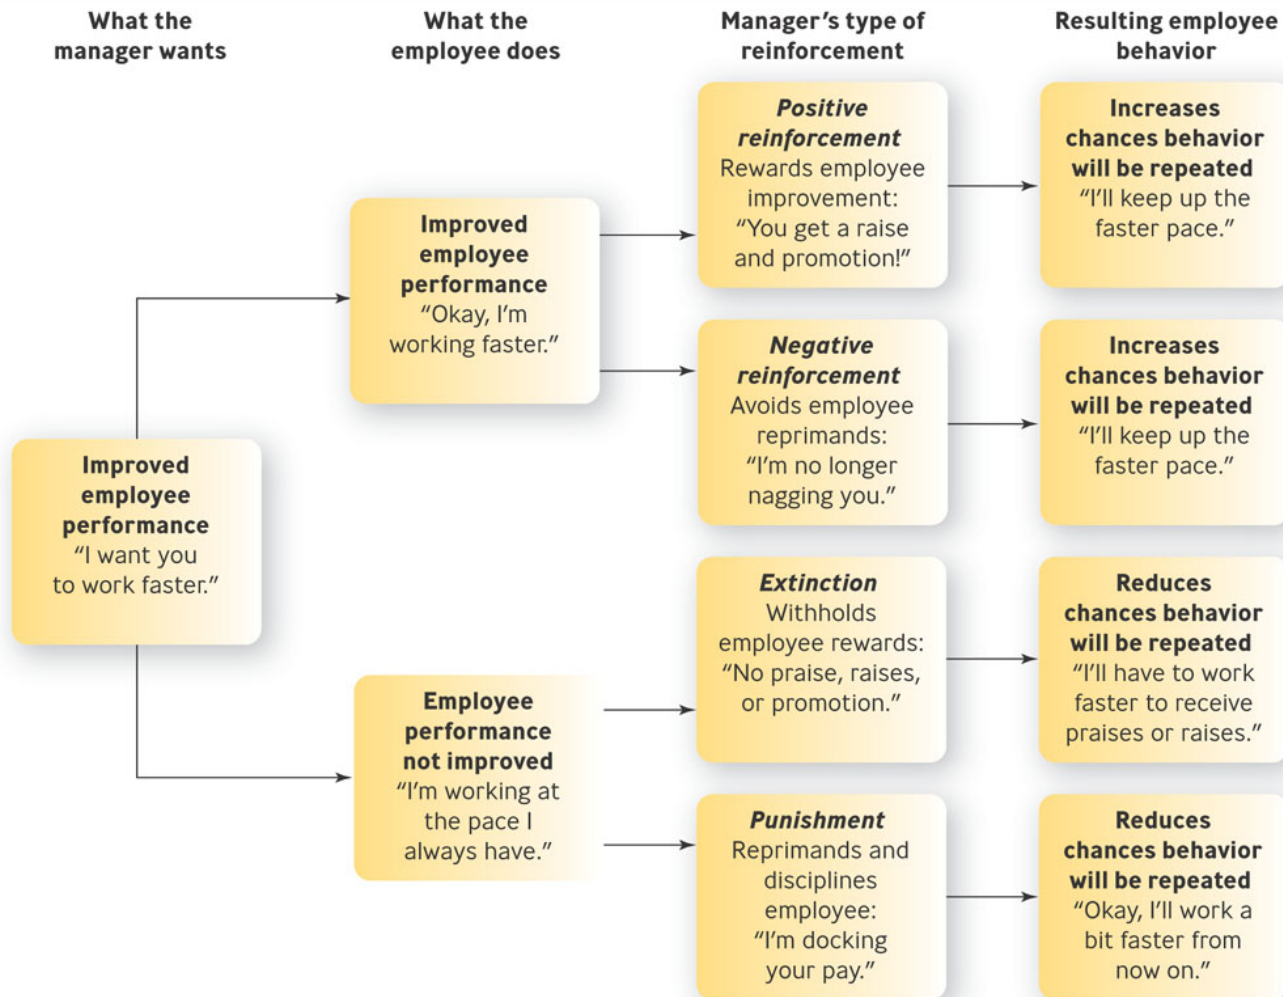 What the
manager wants
What the
employee does
Manager’s type of
reinforcement
Resulting employee
behavior
Improved
employee
performance
“I want you
to work faster.”
Improved
employee
performance
“Okay, I’m
working faster.”
Employee
performance
not improved
“I’m working at
the pace I
always have.”
Positive
reinforcement
Rewards employee
improvement:
“You get a raise
and promotion!”
Increases
chances behavior
will be repeated
“I’ll keep up the
faster pace.”
Negative
reinforcement
Avoids employee
reprimands:
“I’m no longer
nagging you.”
Increases
chances behavior
will be repeated
“I’ll keep up the
faster pace.”
Extinction
Withholds
employee rewards:
“No praise, raises,
or promotion.”
Reduces
chances behavior
will be repeated
“I’ll have to work
faster to receive
praises or raises.”
Punishment
Reprimands and
disciplines
employee:
“I’m docking
your pay.”
Reduces
chances behavior
will be repeated
“Okay, I’ll work a
bit faster from
now on.”